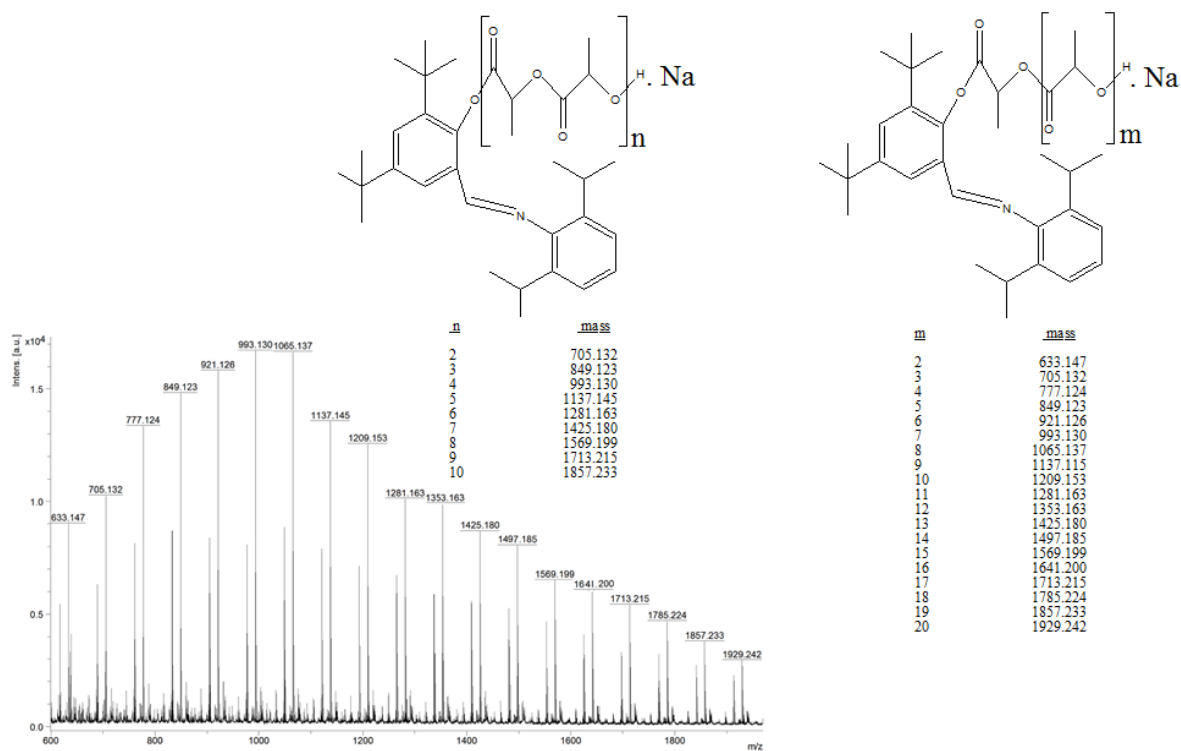 O
O
O
O
O
H
. Na
n
N
O
O
O
O
O
H
. Na
m
N
n mass
2 705.132
3 849.123
4 993.130
5 1137.145
6 1281.163
7 1425.180
8 1569.199
9 1713.215
10 1857.233
m mass
2 633.147
3 705.132
4 777.124
5 849.123
6 921.126
7 993.130
8 1065.137
9 1137.115
10 1209.153
11 1281.163
12 1353.163
13 1425.180
14 1497.185
15 1569.199
16 1641.200
17 1713.215
18 1785.224
19 1857.233
20 1929.242
Intens. [a.u.]
x10⁴
1.5
1.0
0.5
0.0
633.147
705.132
777.124
849.123
921.126
993.130
1065.137
1137.145
1209.153
1281.163
1353.163
1425.180
1497.185
1569.199
1641.200
1713.215
1785.224
1857.233
1929.242
600 800 1000 1200 1400 1600 1800
m/z